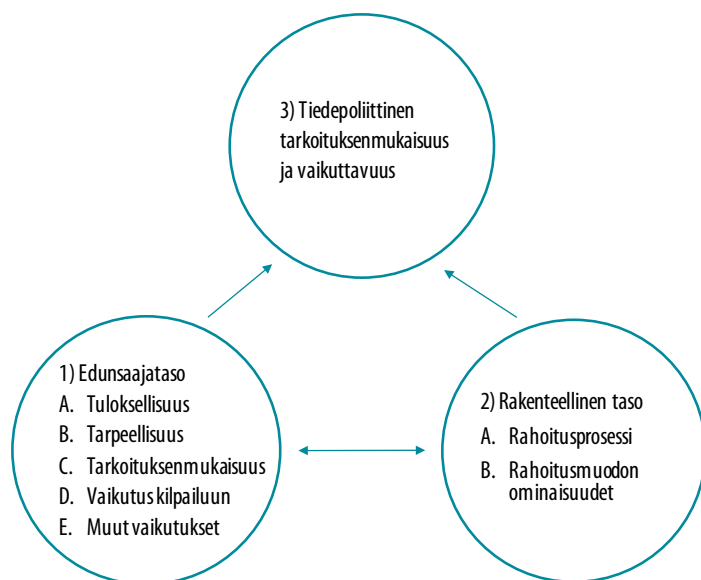 3) Tiedepoliittinen
tarkoituksenmukaisuus
ja vaikuttavuus
1) Edunsaajataso
A. Tuloksellisuus
B. Tarpeellisuus
C. Tarkoituksenmukaisuus
D. Vaikutus kilpailuun
E. Muut vaikutukset
2) Rakenteellinen taso
A. Rahoitusprosessi
B. Rahoitusmuodon
ominaisuudet